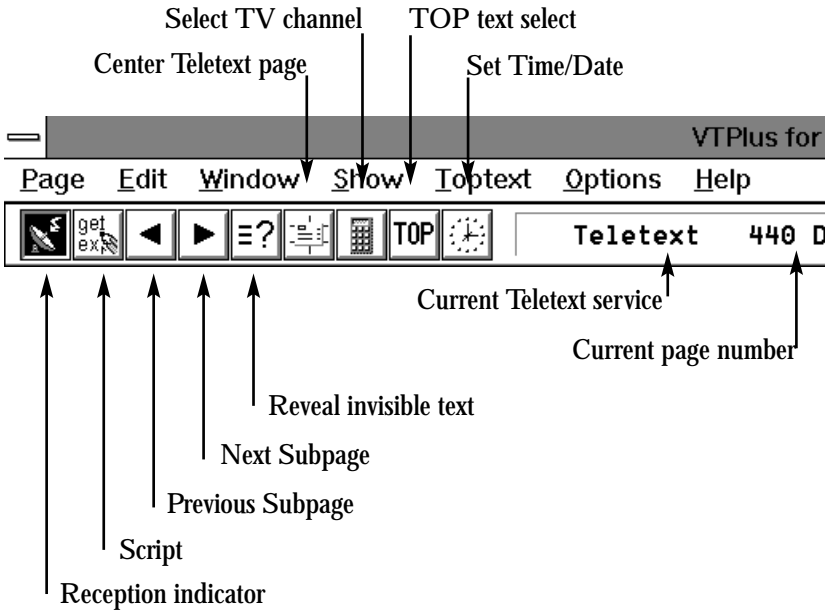 Select TV channel
TOP text select
Center Teletext page
Set Time/Date
VTPlus for
Page Edit Window Show Toptext Options Help
get
ex
≡?
TOP
Teletext 440 D
Current Teletext service
Current page number
Reveal invisible text
Next Subpage
Previous Subpage
Script
Reception indicator